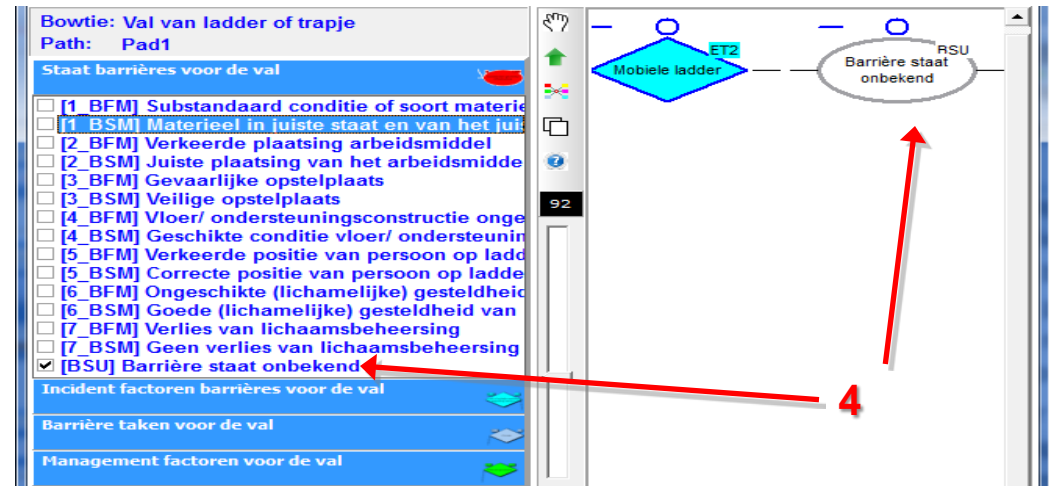 Bowtie: Val van ladder of trapje
Path: Pad1
Staat barrières voor de val
[1_BFM] Substandaard conditie of soort materie
[1_BSM] Materieel in juiste staat en van het juis
[2_BFM] Verkeerde plaatsing arbeidsmiddel
[2_BSM] Juiste plaatsing van het arbeidsmidde
[3_BFM] Gevaarlijke opstelplaats
[3_BSM] Veilige opstelplaats
[4_BFM] Vloer/ ondersteuningsconstructie onge
[4_BSM] Geschikte conditie vloer/ ondersteunin
[5_BFM] Verkeerde positie van persoon op ladd
[5_BSM] Correcte positie van persoon op ladde
[6_BFM] Ongeschikte (lichamelijke) gesteldheid
[6_BSM] Goede (lichamelijke) gesteldheid van
[7_BFM] Verlies van lichaamsbeheersing
[7_BSM] Geen verlies van lichaamsbeheersing
[BSU] Barrière staat onbekend
Incident factoren barrières voor de val
Barrière taken voor de val
Management factoren voor de val
92
ET2
Mobiele ladder
BSU
Barrière staat
onbekend
4